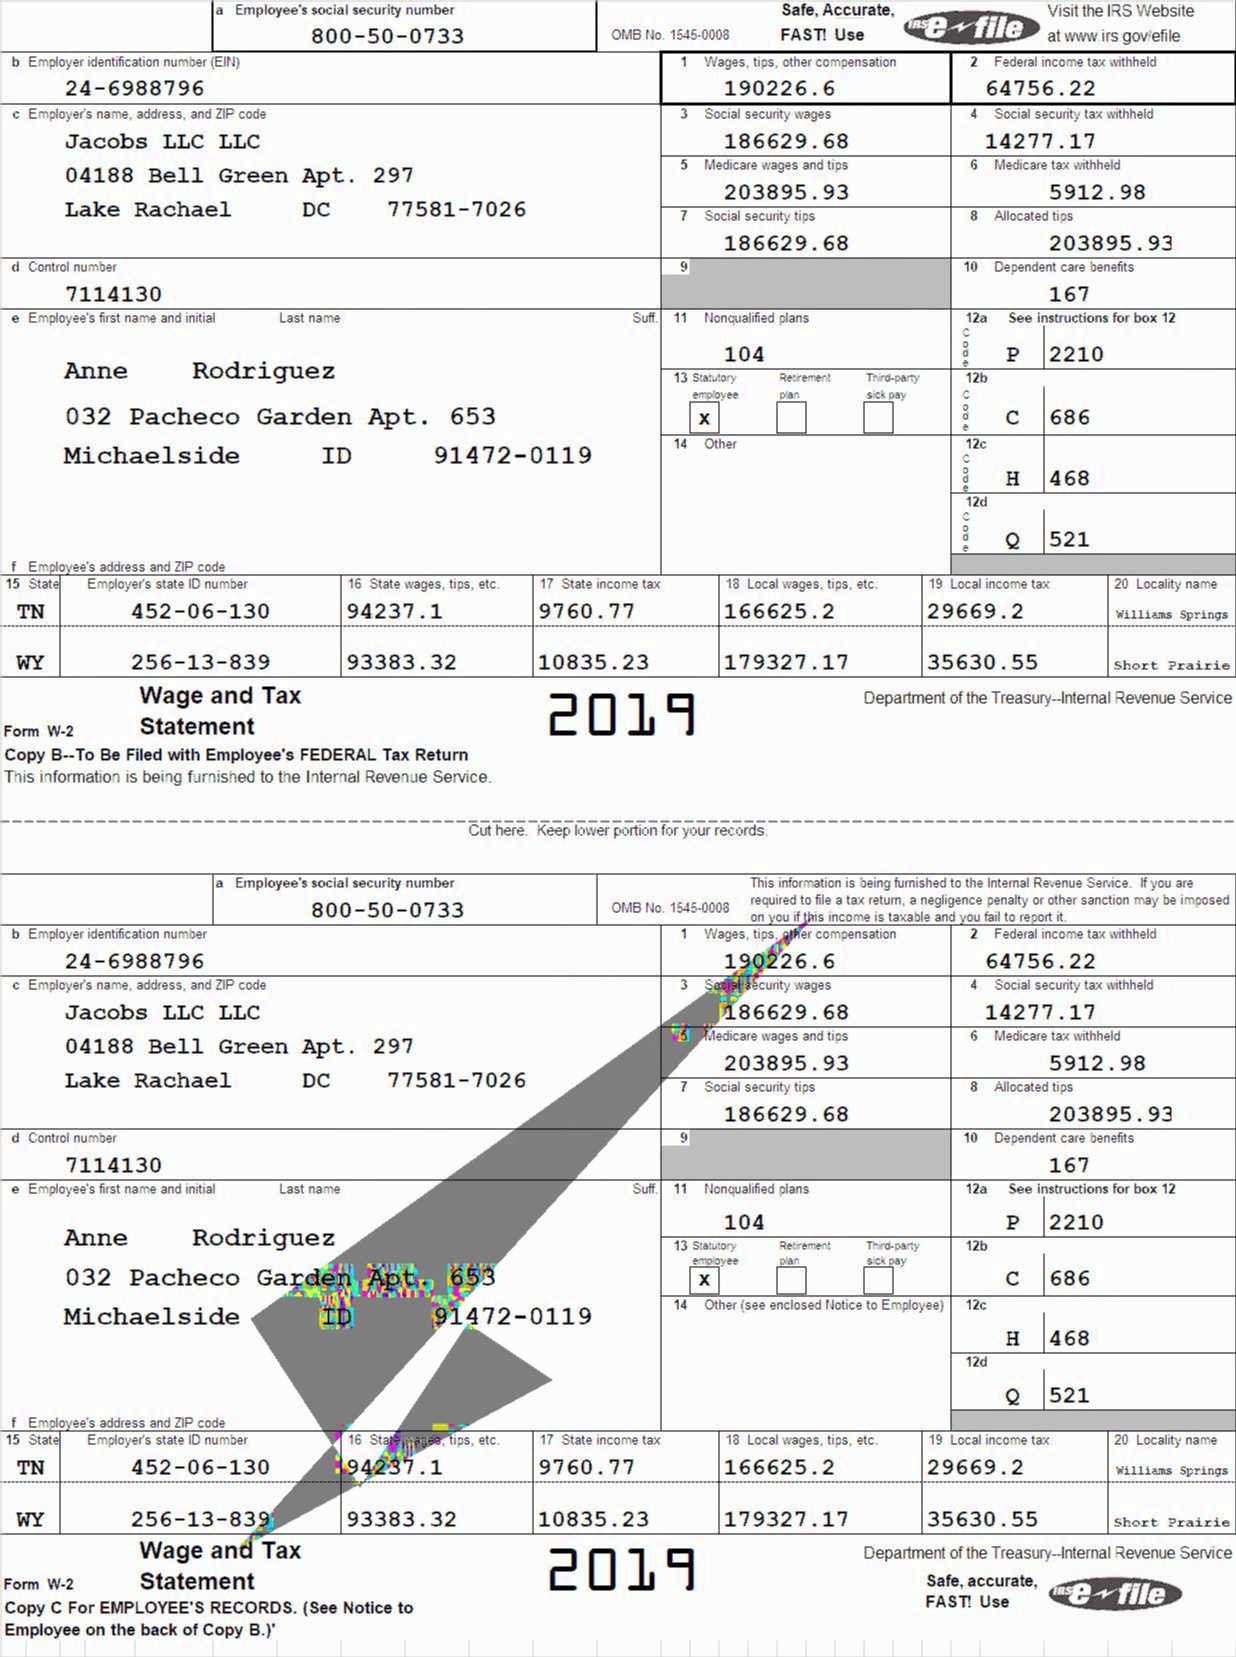 a Employee's social security number
800-50-0733
OMB No. 1545-0008
Safe, Accurate,
FAST! Use
IRS e-file
Visit the IRS Website
at www.irs gov/efile
b Employer identification number (EIN)
24-6988796
1 Wages, tips, other compensation
190226.6
2 Federal income tax withheld
64756.22
c Employer's name, address, and ZIP code
Jacobs LLC LLC
04188 Bell Green Apt. 297
Lake Rachael DC 77581-7026
3 Social security wages
186629.68
4 Social security tax withheld
14277.17
5 Medicare wages and tips
203895.93
6 Medicare tax withheld
5912.98
7 Social security tips
186629.68
8 Allocated tips
203895.93
d Control number
7114130
9
10 Dependent care benefits
167
e Employee's first name and initial Last name Suff.
Anne Rodriguez
032 Pacheco Garden Apt. 653
Michaelside ID 91472-0119
11 Nonqualified plans
104
12a See instructions for box 12
Code P 2210
13 Statutory employee Retirement plan Third-party sick pay
x
12b
Code C 686
14 Other
12c
Code H 468
12d
Code Q 521
f Employee's address and ZIP code
15 State Employer's state ID number 16 State wages, tips, etc. 17 State income tax 18 Local wages, tips, etc. 19 Local income tax 20 Locality name
TN 452-06-130 94237.1 9760.77 166625.2 29669.2 Williams Springs
WY 256-13-839 93383.32 10835.23 179327.17 35630.55 Short Prairie
Wage and Tax
Statement
Form W-2
2019
Department of the Treasury--Internal Revenue Service
Copy B--To Be Filed with Employee's FEDERAL Tax Return
This information is being furnished to the Internal Revenue Service.
Cut here. Keep lower portion for your records.
a Employee's social security number
800-50-0733
OMB No. 1545-0008
This information is being furnished to the Internal Revenue Service. If you are
required to file a tax return, a negligence penalty or other sanction may be imposed
on you if this income is taxable and you fail to report it.
b Employer identification number
24-6988796
1 Wages, tips, other compensation
190226.6
2 Federal income tax withheld
64756.22
c Employer's name, address, and ZIP code
Jacobs LLC LLC
04188 Bell Green Apt. 297
Lake Rachael DC 77581-7026
3 Social security wages
186629.68
4 Social security tax withheld
14277.17
5 Medicare wages and tips
203895.93
6 Medicare tax withheld
5912.98
7 Social security tips
186629.68
8 Allocated tips
203895.93
d Control number
7114130
9
10 Dependent care benefits
167
e Employee's first name and initial Last name Suff.
Anne Rodriguez
032 Pacheco Garden Apt. 653
Michaelside ID 91472-0119
11 Nonqualified plans
104
12a See instructions for box 12
P 2210
13 Statutory employee Retirement plan Third-party sick pay
x
12b
C 686
14 Other (see enclosed Notice to Employee)
12c
H 468
12d
Q 521
f Employee's address and ZIP code
15 State Employer's state ID number 16 State wages, tips, etc. 17 State income tax 18 Local wages, tips, etc. 19 Local income tax 20 Locality name
TN 452-06-130 94237.1 9760.77 166625.2 29669.2 Williams Springs
WY 256-13-839 93383.32 10835.23 179327.17 35630.55 Short Prairie
Wage and Tax
Statement
Form W-2
2019
Department of the Treasury--Internal Revenue Service
Safe, accurate,
FAST! Use
IRS e-file
Copy C For EMPLOYEE'S RECORDS. (See Notice to
Employee on the back of Copy B.)'